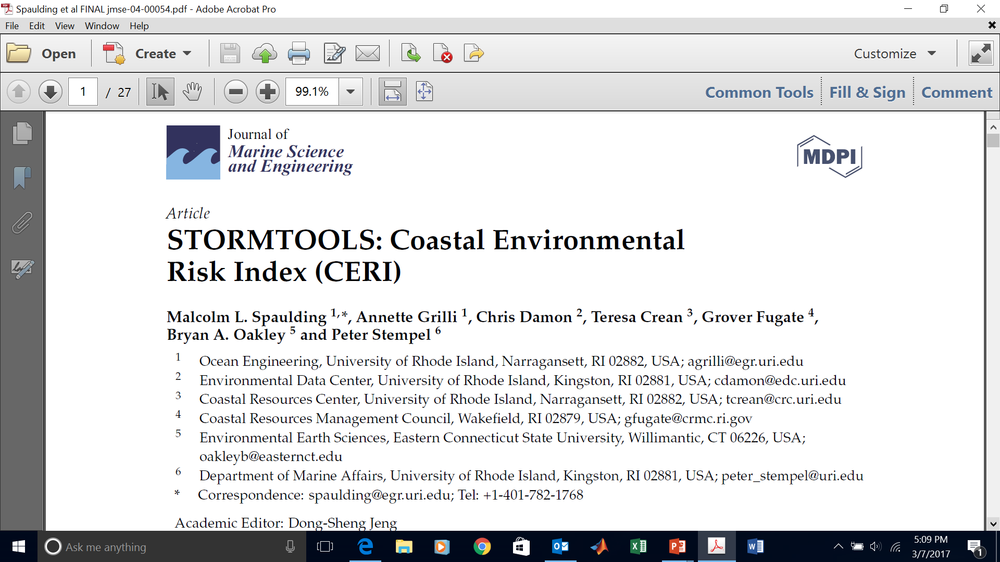 Spaulding et al FINAL jmse-04-00054.pdf - Adobe Acrobat Pro
File Edit View Window Help
Open Create Customize
1 / 27 99.1% Common Tools Fill & Sign Comment
Journal of
Marine Science
and Engineering
MDPI
Article
STORMTOOLS: Coastal Environmental
Risk Index (CERI)
Malcolm L. Spaulding 1,*, Annette Grilli 1, Chris Damon 2, Teresa Crean 3, Grover Fugate 4,
Bryan A. Oakley 5 and Peter Stempel 6
1 Ocean Engineering, University of Rhode Island, Narragansett, RI 02882, USA; agrilli@egr.uri.edu
2 Environmental Data Center, University of Rhode Island, Kingston, RI 02881, USA; cdamon@edc.uri.edu
3 Coastal Resources Center, University of Rhode Island, Narragansett, RI 02882, USA; tcrean@crc.uri.edu
4 Coastal Resources Management Council, Wakefield, RI 02879, USA; gfugate@crmc.ri.gov
5 Environmental Earth Sciences, Eastern Connecticut State University, Willimantic, CT 06226, USA;
oakleyb@easternct.edu
6 Department of Marine Affairs, University of Rhode Island, Kingston, RI 02881, USA; peter_stempel@uri.edu
* Correspondence: spaulding@egr.uri.edu; Tel: +1-401-782-1768
Academic Editor: Dong-Sheng Jeng
Ask me anything
5:09 PM
3/7/2017
1